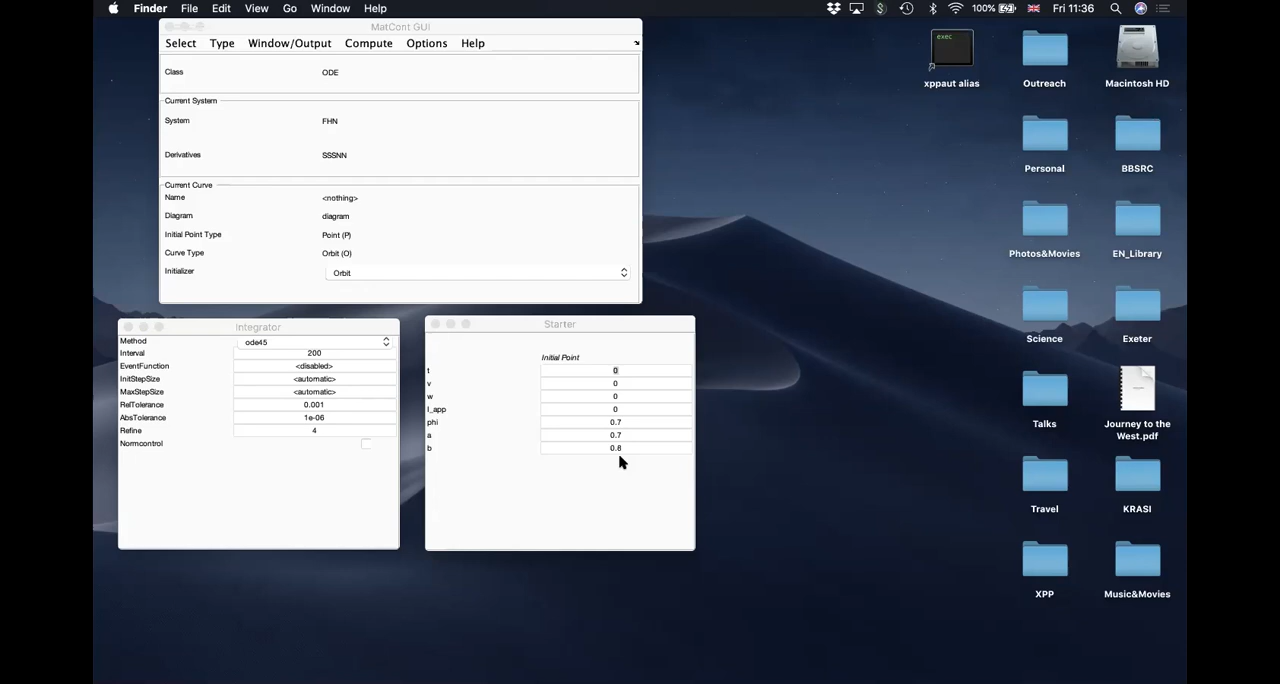 Finder File Edit View Go Window Help 100% Fri 11:36
MatCont GUI
Select Type Window/Output Compute Options Help
Class ODE
Current System
System FHN
Derivatives SSSNN
Current Curve
Name <nothing>
Diagram diagram
Initial Point Type Point (P)
Curve Type Orbit (O)
Initializer Orbit
Integrator
Method ode45
Interval 200
EventFunction <disabled>
InitStepSize <automatic>
MaxStepSize <automatic>
RelTolerance 0.001
AbsTolerance 1e-06
Refine 4
Normcontrol
Starter
Initial Point
t 0
v 0
w 0
I_app 0
phi 0.7
a 0.7
b 0.8
exec
xppaut alias
Outreach
Macintosh HD
Personal
BBSRC
Photos&Movies
EN_Library
Science
Exeter
Talks
Journey to the
West.pdf
Travel
KRASI
XPP
Music&Movies